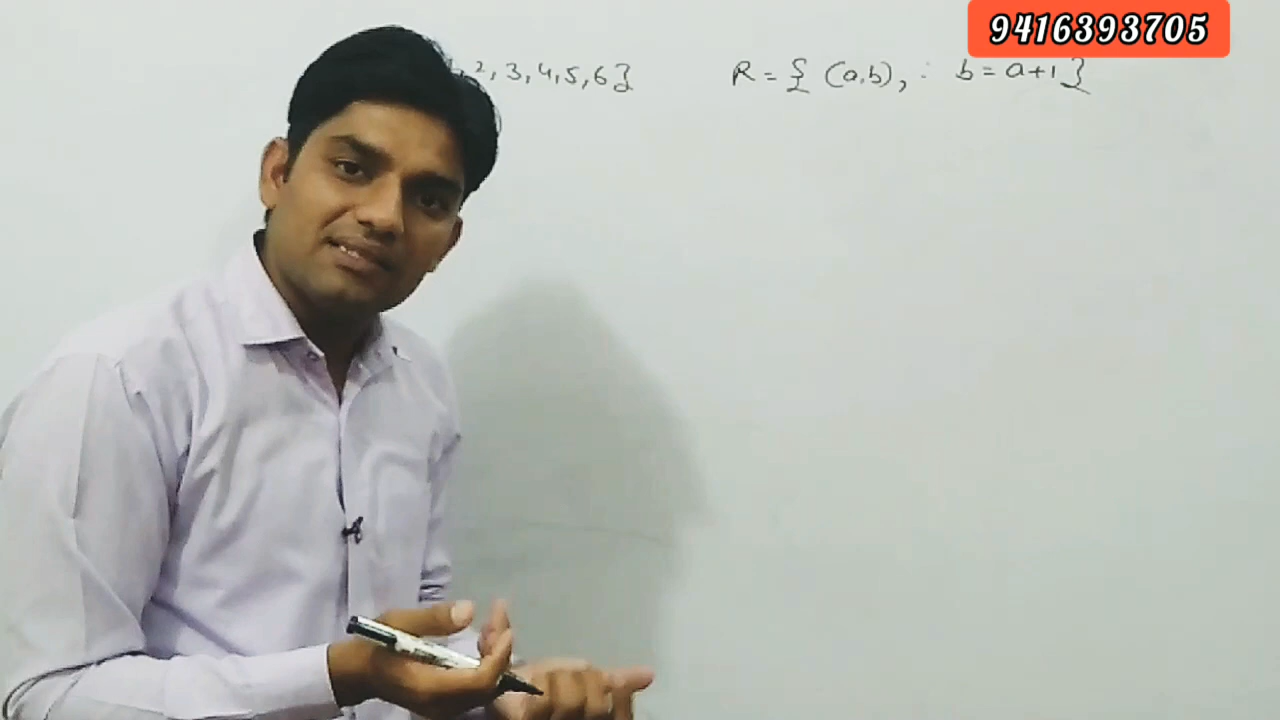 9416393705
2, 3, 4, 5, 6} R = { (a,b), : b = a+1 }